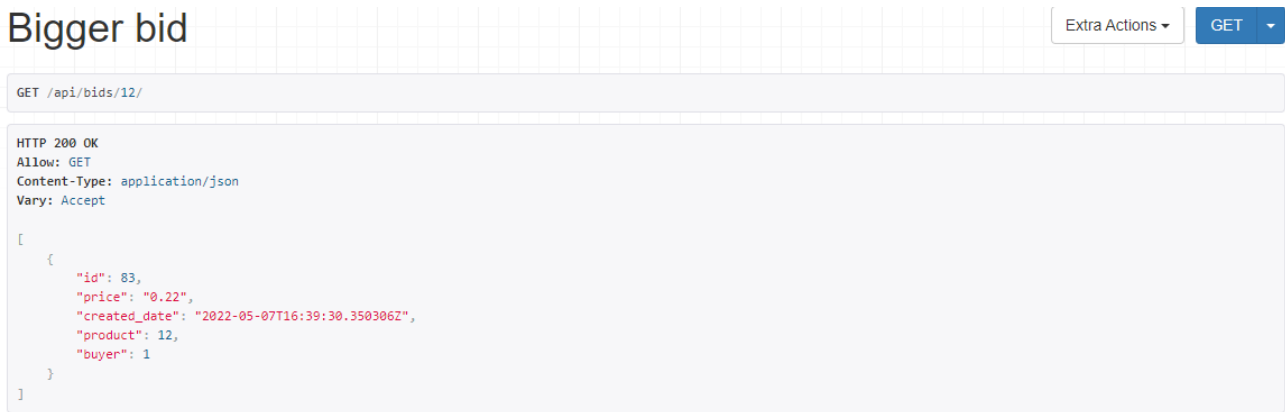 Bigger bid
Extra Actions
GET
GET /api/bids/12/
HTTP 200 OK
Allow: GET
Content-Type: application/json
Vary: Accept
[
    {
        "id": 83,
        "price": "0.22",
        "created_date": "2022-05-07T16:39:30.350306Z",
        "product": 12,
        "buyer": 1
    }
]